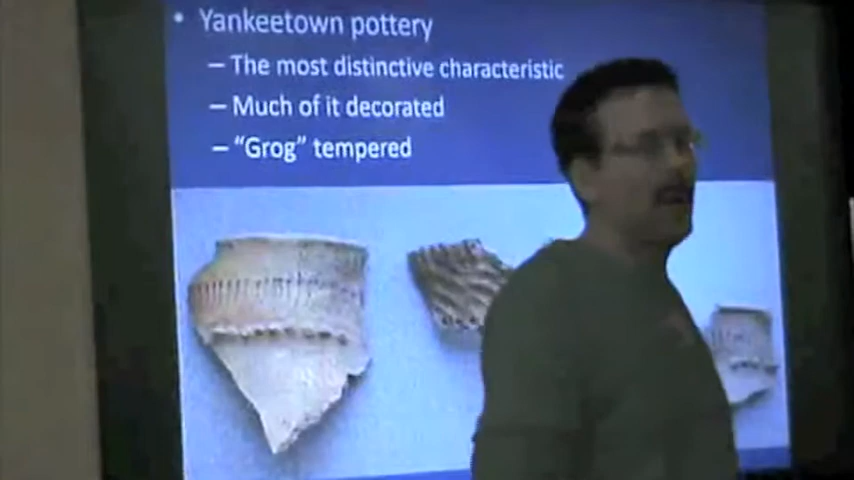 • Yankeetown pottery
– The most distinctive characteristic
– Much of it decorated
– "Grog" tempered